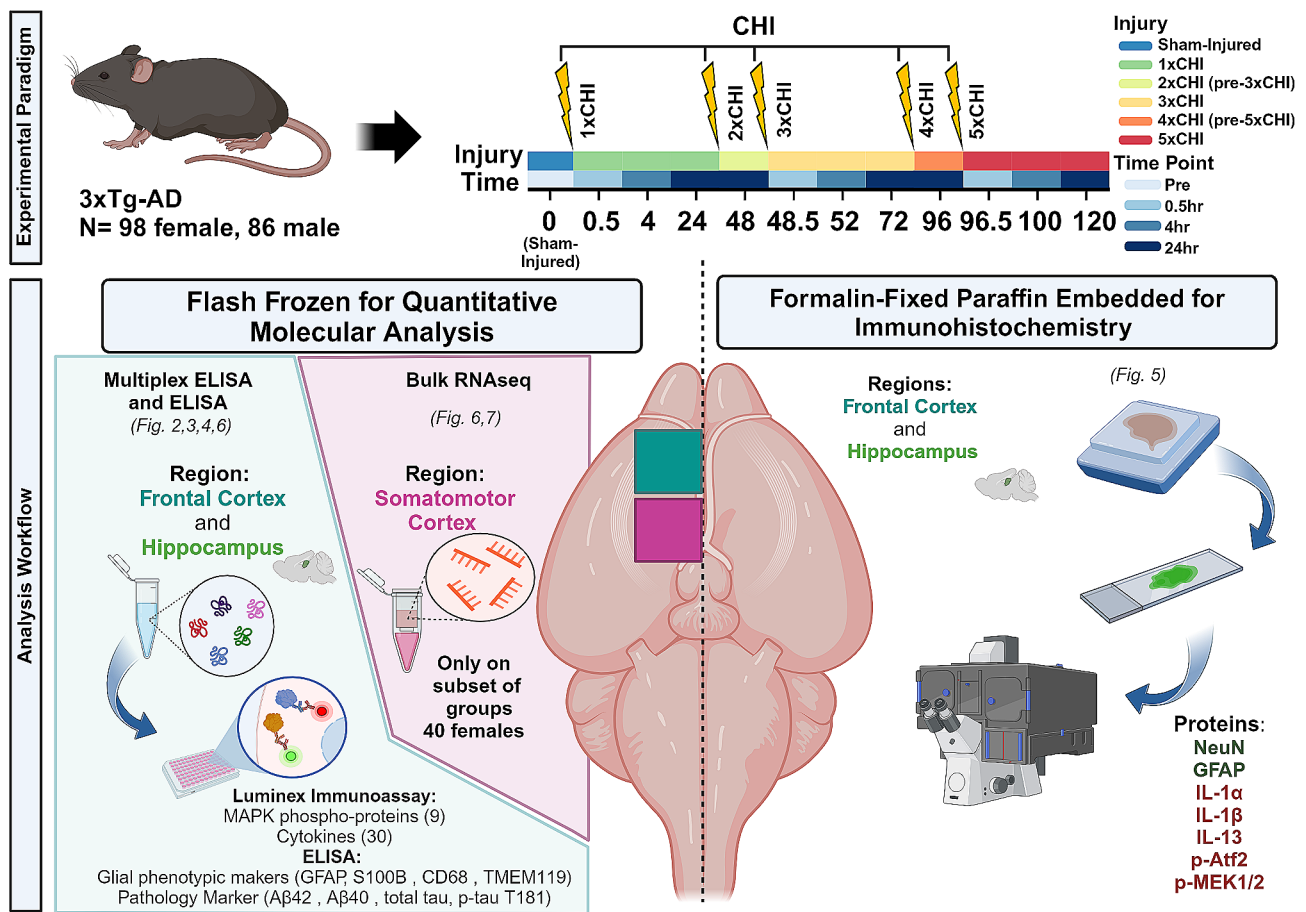 Experimental Paradigm
3xTg-AD
N= 98 female, 86 male
CHI
1xCHI
2xCHI
3xCHI
4xCHI
5xCHI
Injury
Time
0
0.5
4
24
48
48.5
52
72
96
96.5
100
120
(Sham-
Injured)
Injury
Sham-Injured
1xCHI
2xCHI (pre-3xCHI)
3xCHI
4xCHI (pre-5xCHI)
5xCHI
Time Point
Pre
0.5hr
4hr
24hr
Analysis Workflow
Flash Frozen for Quantitative
Molecular Analysis
Multiplex ELISA
and ELISA
(Fig. 2,3,4,6)
Region:
Frontal Cortex
and
Hippocampus
Bulk RNAseq
(Fig. 6,7)
Region:
Somatomotor
Cortex
Only on
subset of
groups
40 females
Luminex Immunoassay:
MAPK phospho-proteins (9)
Cytokines (30)
ELISA:
Glial phenotypic makers (GFAP, S100B , CD68 , TMEM119)
Pathology Marker (Aβ42 , Aβ40 , total tau, p-tau T181)
Formalin-Fixed Paraffin Embedded for
Immunohistochemistry
Regions:
Frontal Cortex
and
Hippocampus
(Fig. 5)
Proteins:
NeuN
GFAP
IL-1α
IL-1β
IL-13
p-Atf2
p-MEK1/2